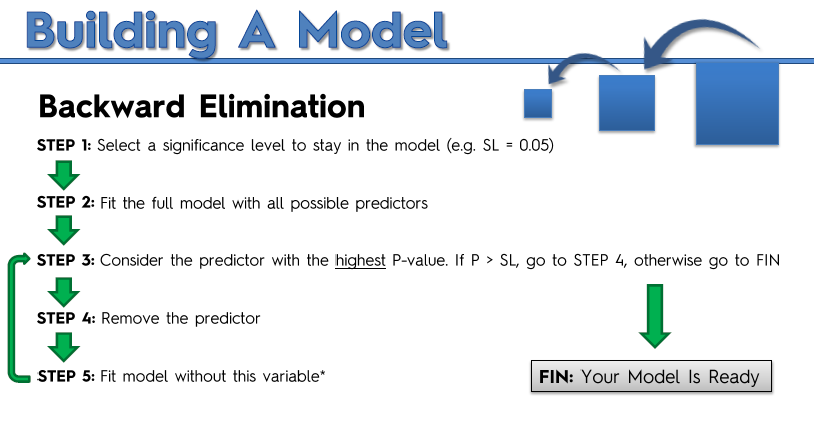 Building A Model
Backward Elimination
STEP 1: Select a significance level to stay in the model (e.g. SL = 0.05)
STEP 2: Fit the full model with all possible predictors
STEP 3: Consider the predictor with the highest P-value. If P > SL, go to STEP 4, otherwise go to FIN
STEP 4: Remove the predictor
STEP 5: Fit model without this variable*
FIN: Your Model Is Ready